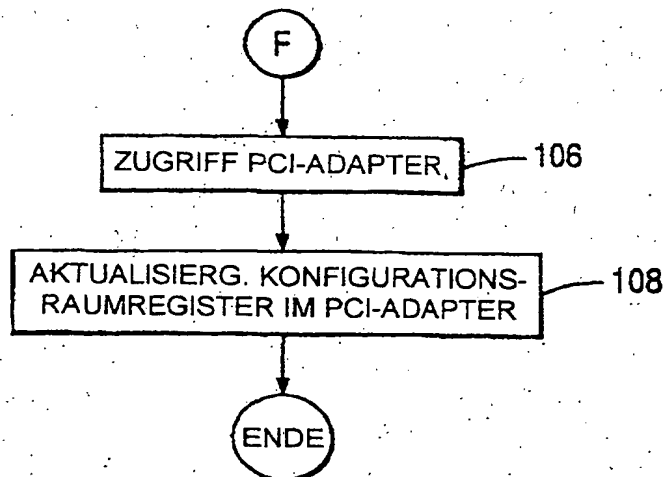 F
ZUGRIFF PCI-ADAPTER
106
AKTUALISIERG. KONFIGURATIONS-
RAUMREGISTER IM PCI-ADAPTER
108
ENDE